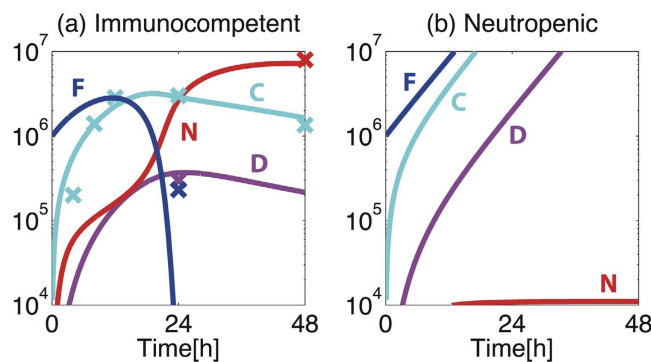 (a) Immunocompetent
(b) Neutropenic
10^7
10^6
10^5
10^4
F
C
N
D
0
24
48
Time[h]
10^7
10^6
10^5
10^4
F
C
D
N
0
24
48
Time[h]